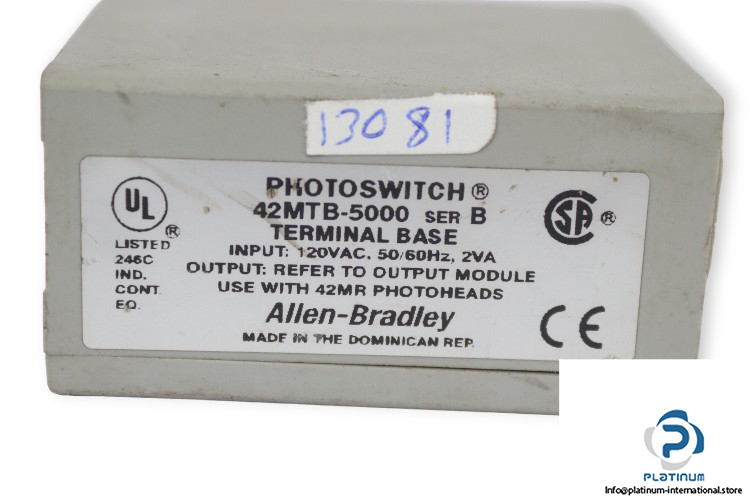 13081
PHOTOSWITCH®
42MTB-5000 SER B
TERMINAL BASE
INPUT: 120VAC, 50/60Hz, 2VA
OUTPUT: REFER TO OUTPUT MODULE
USE WITH 42MR PHOTOHEADS
Allen-Bradley
MADE IN THE DOMINICAN REP.
UL ®
LISTED
246C
IND.
CONT.
EQ.
SA ®
CE
PLATINUM
Info@platinum-international.store